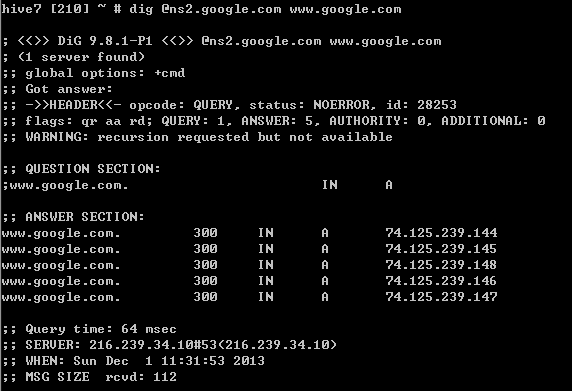 hive7 [210] ~ # dig @ns2.google.com www.google.com
; <<>> DiG 9.8.1-P1 <<>> @ns2.google.com www.google.com
; (1 server found)
;; global options: +cmd
;; Got answer:
;; ->>HEADER<<- opcode: QUERY, status: NOERROR, id: 28253
;; flags: qr aa rd; QUERY: 1, ANSWER: 5, AUTHORITY: 0, ADDITIONAL: 0
;; WARNING: recursion requested but not available
;; QUESTION SECTION:
;www.google.com. IN A
;; ANSWER SECTION:
www.google.com. 300 IN A 74.125.239.144
www.google.com. 300 IN A 74.125.239.145
www.google.com. 300 IN A 74.125.239.148
www.google.com. 300 IN A 74.125.239.146
www.google.com. 300 IN A 74.125.239.147
;; Query time: 64 msec
;; SERVER: 216.239.34.10#53(216.239.34.10)
;; WHEN: Sun Dec 1 11:31:53 2013
;; MSG SIZE rcvd: 112